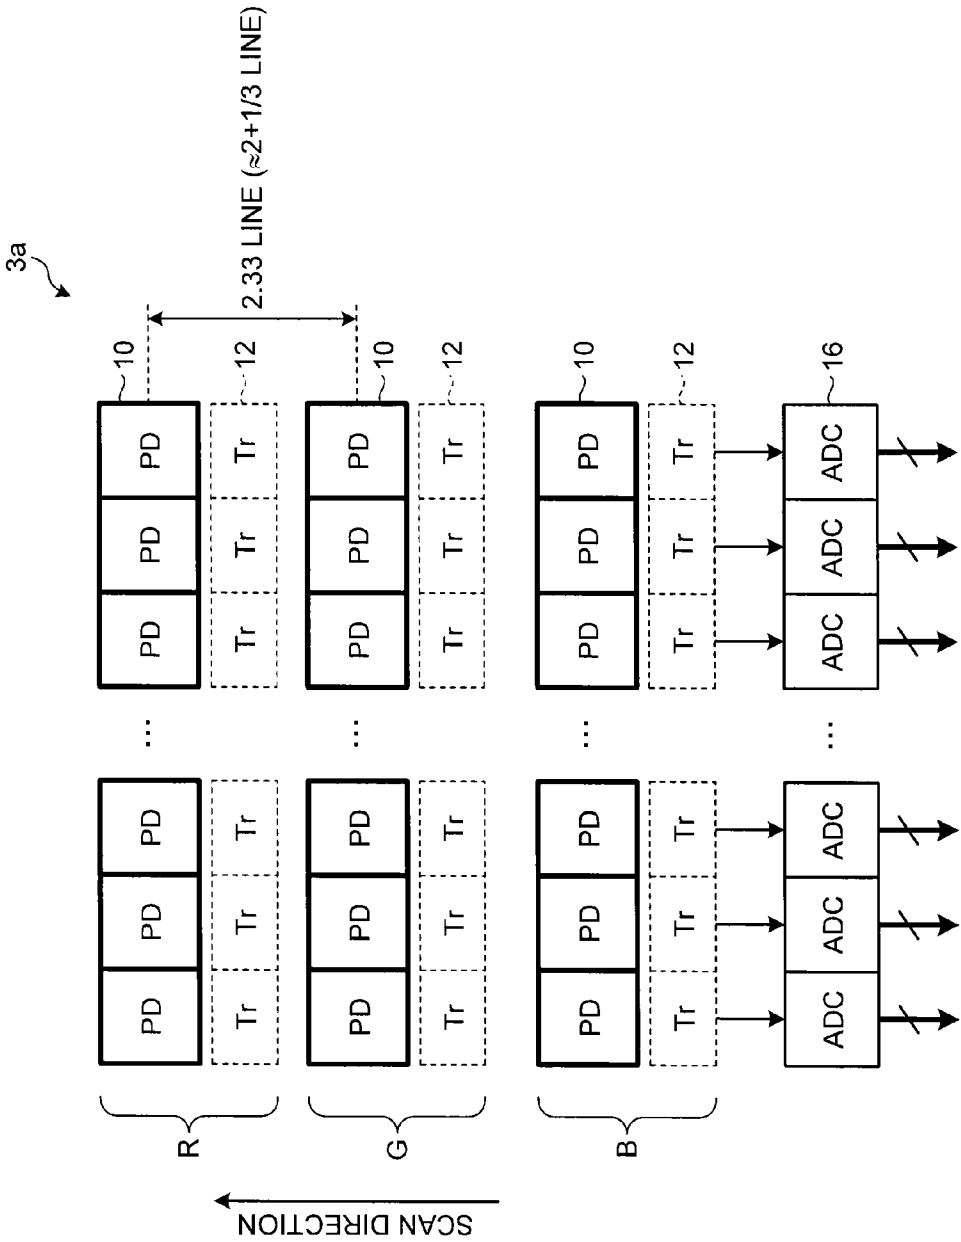 3a
2.33 LINE (≈2+1/3 LINE)
SCAN DIRECTION
R
PD PD PD ... PD PD PD 10
Tr Tr Tr Tr Tr Tr 12
G
PD PD PD ... PD PD PD 10
Tr Tr Tr Tr Tr Tr 12
B
PD PD PD ... PD PD PD 10
Tr Tr Tr Tr Tr Tr 12
ADC ADC ADC ... ADC ADC ADC 16